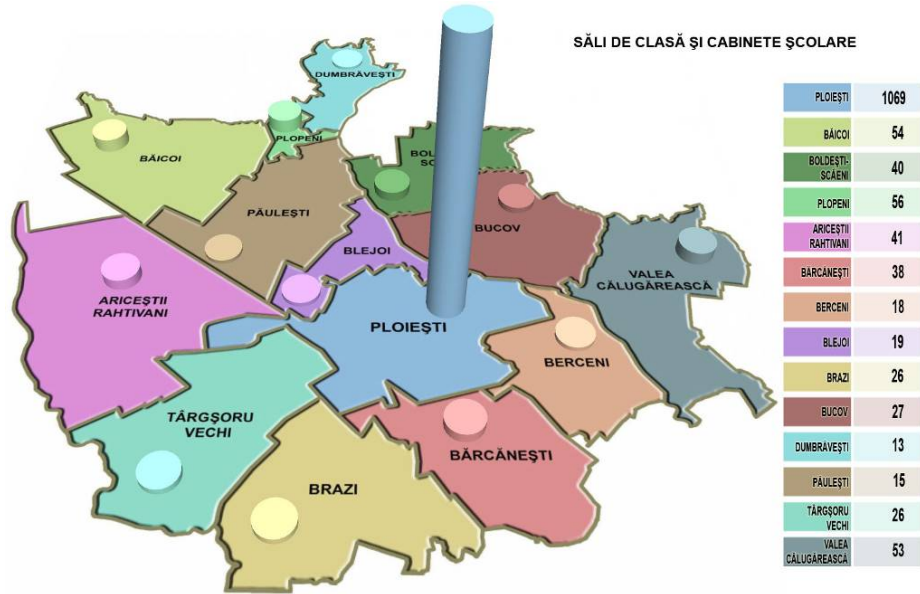 SĂLI DE CLASĂ ŞI CABINETE ŞCOLARE
DUMBRĂVEŞTI
PLOPENI
BĂICOI
BOLD
SC
PĂULEŞTI
BUCOV
BLEJOI
VALEA
CĂLUGĂREASCĂ
ARICEŞTII
RAHTIVANI
PLOIEŞTI
BERCENI
TÂRGŞORU
VECHI
BĂRCĂNEŞTI
BRAZI
PLOIEŞTI 1069
BĂICOI 54
BOLDEŞTI-
SCĂENI 40
PLOPENI 56
ARICEŞTII
RAHTIVANI 41
BĂRCĂNEŞTI 38
BERCENI 18
BLEJOI 19
BRAZI 26
BUCOV 27
DUMBRĂVEŞTI 13
PĂULEŞTI 15
TÂRGŞORU
VECHI 26
VALEA
CĂLUGĂREASCĂ 53